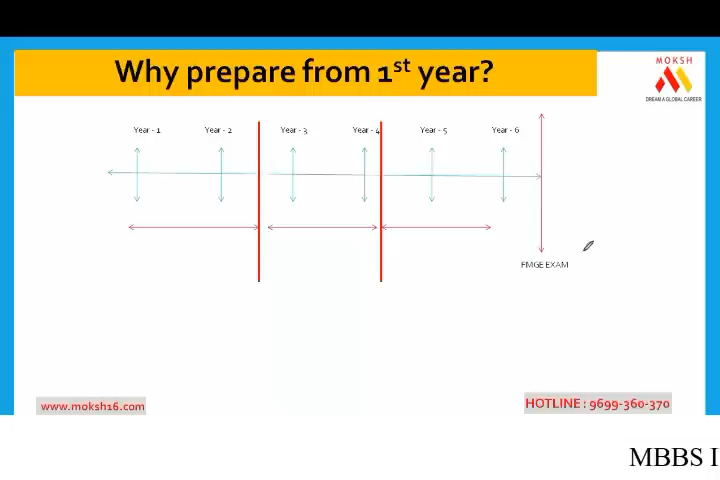 Why prepare from 1st year?
MOKSH
DREAM A GLOBAL CAREER
Year - 1 Year - 2 Year - 3 Year - 4 Year - 5 Year - 6
FMGE EXAM
www.moksh16.com
HOTLINE : 9699-360-370
MBBS I